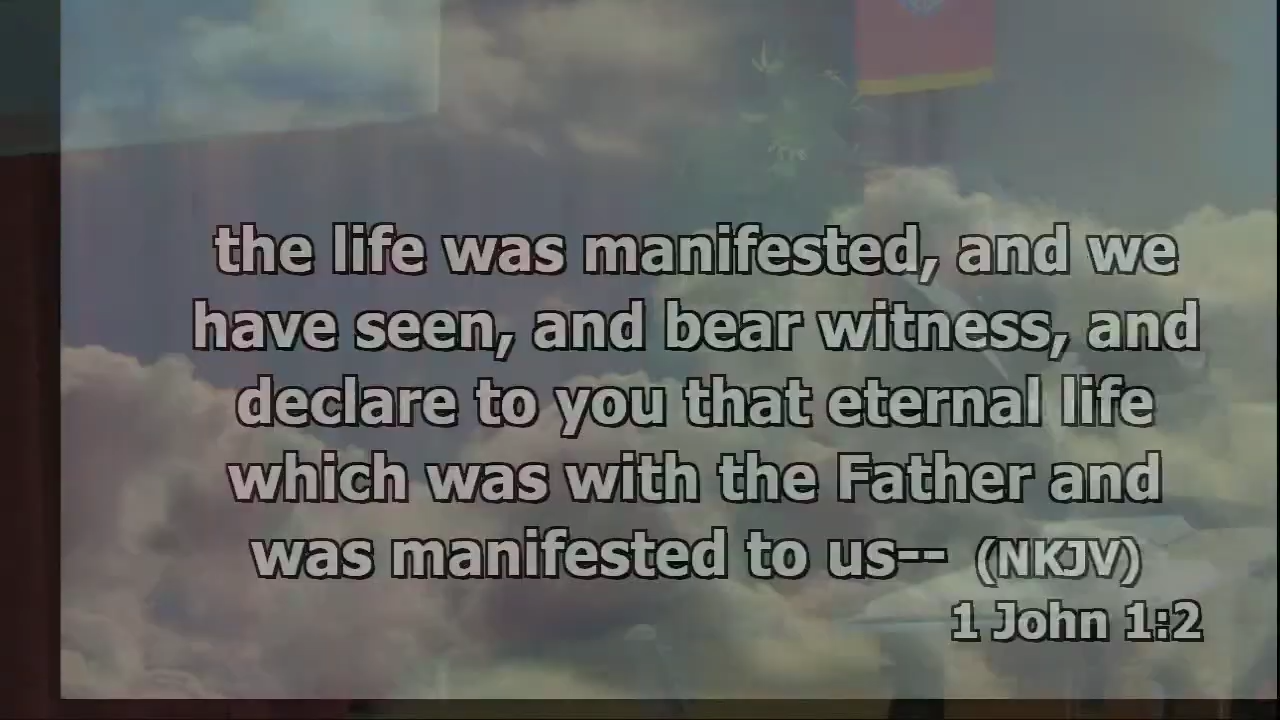 the life was manifested, and we
have seen, and bear witness, and
declare to you that eternal life
which was with the Father and
was manifested to us-- (NKJV)
1 John 1:2